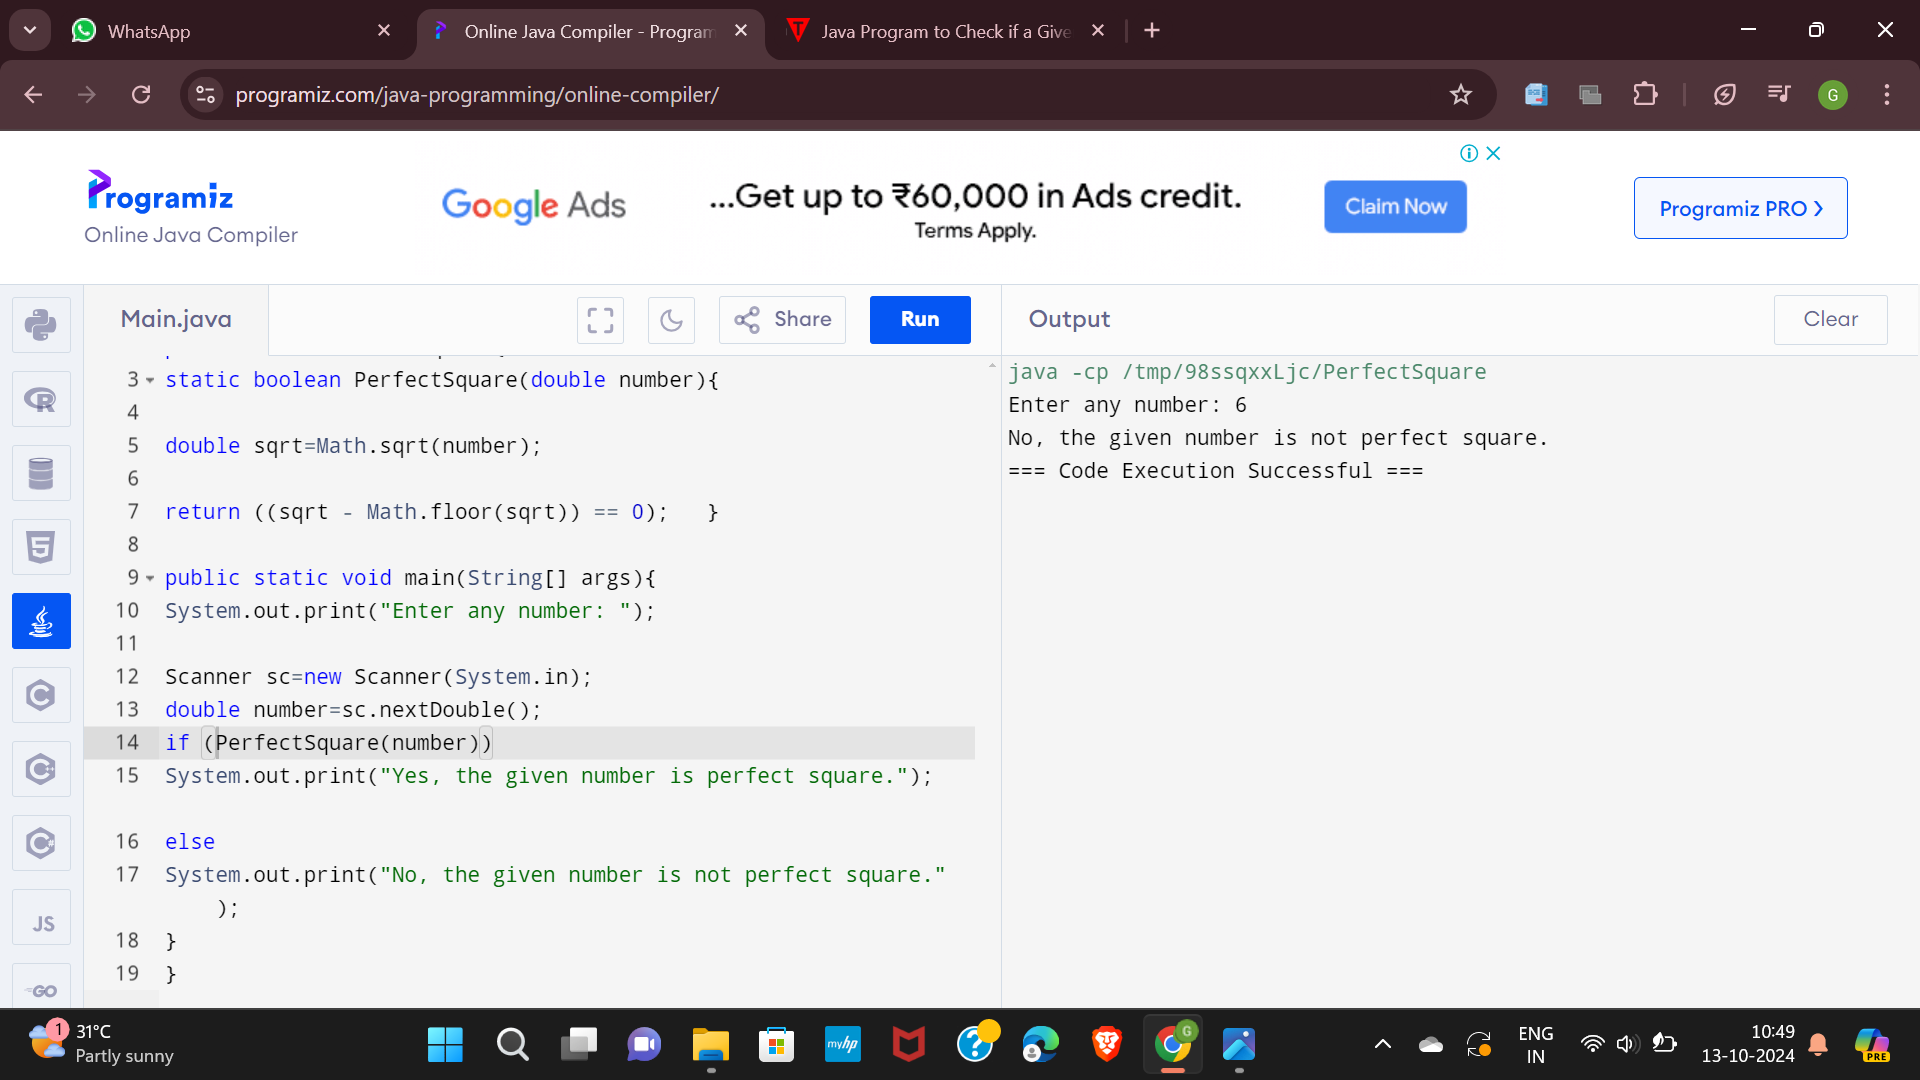 WhatsApp
Online Java Compiler - Program
Java Program to Check if a Give
programiz.com/java-programming/online-compiler/
G
Programiz
Online Java Compiler
Google Ads
...Get up to ₹60,000 in Ads credit.
Terms Apply.
Claim Now
Programiz PRO
Main.java
Share
Run
Output
Clear
3 static boolean PerfectSquare(double number){
4
5 double sqrt=Math.sqrt(number);
6
7 return ((sqrt - Math.floor(sqrt)) == 0);   }
8
9 public static void main(String[] args){
10 System.out.print("Enter any number: ");
11
12 Scanner sc=new Scanner(System.in);
13 double number=sc.nextDouble();
14 if (PerfectSquare(number))
15 System.out.print("Yes, the given number is perfect square.");
16 else
17 System.out.print("No, the given number is not perfect square."
);
18 }
19 }
java -cp /tmp/98ssqxxLjc/PerfectSquare
Enter any number: 6
No, the given number is not perfect square.
=== Code Execution Successful ===
R
5
C
C
C
JS
GO
1
31°C
Partly sunny
myhp
G
ENG
IN
10:49
13-10-2024
PRE